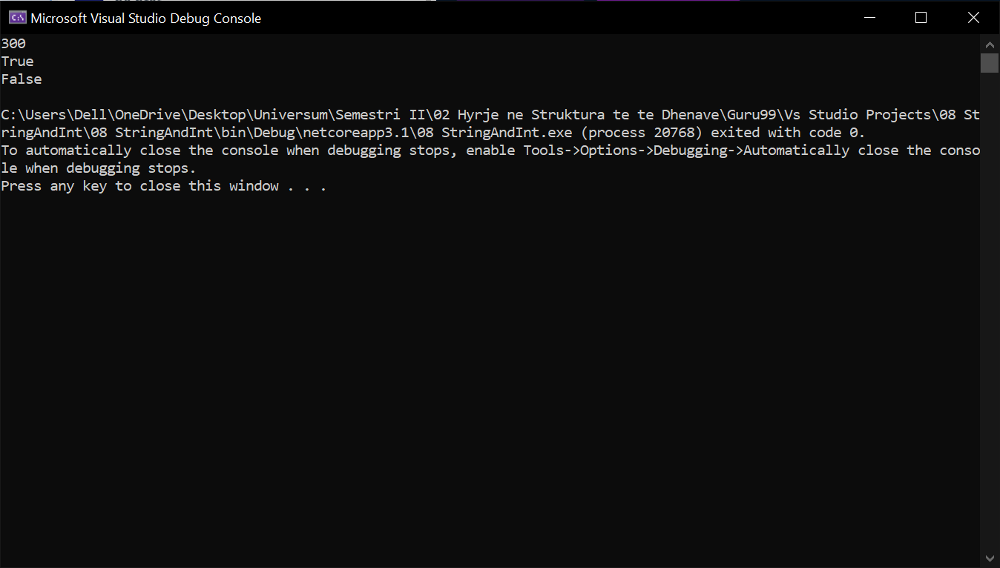 Microsoft Visual Studio Debug Console
300
True
False
C:\Users\Dell\OneDrive\Desktop\Universum\Semestri II\02 Hyrje ne Struktura te te Dhenave\Guru99\Vs Studio Projects\08 St
ringAndInt\08 StringAndInt\bin\Debug\netcoreapp3.1\08 StringAndInt.exe (process 20768) exited with code 0.
To automatically close the console when debugging stops, enable Tools->Options->Debugging->Automatically close the conso
le when debugging stops.
Press any key to close this window . . .